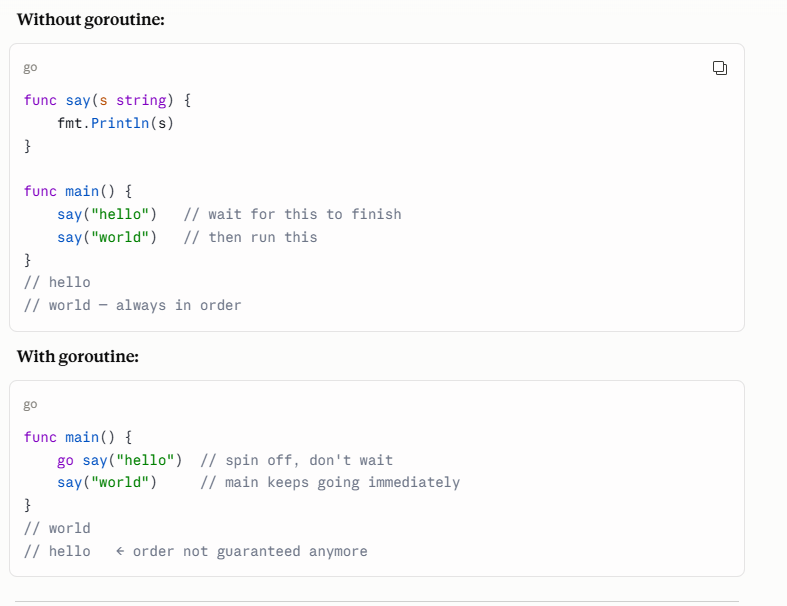 Without goroutine:
go
func say(s string) {
    fmt.Println(s)
}
func main() {
    say("hello")   // wait for this to finish
    say("world")   // then run this
}
// hello
// world — always in order
With goroutine:
go
func main() {
    go say("hello")  // spin off, don't wait
    say("world")     // main keeps going immediately
}
// world
// hello   ← order not guaranteed anymore